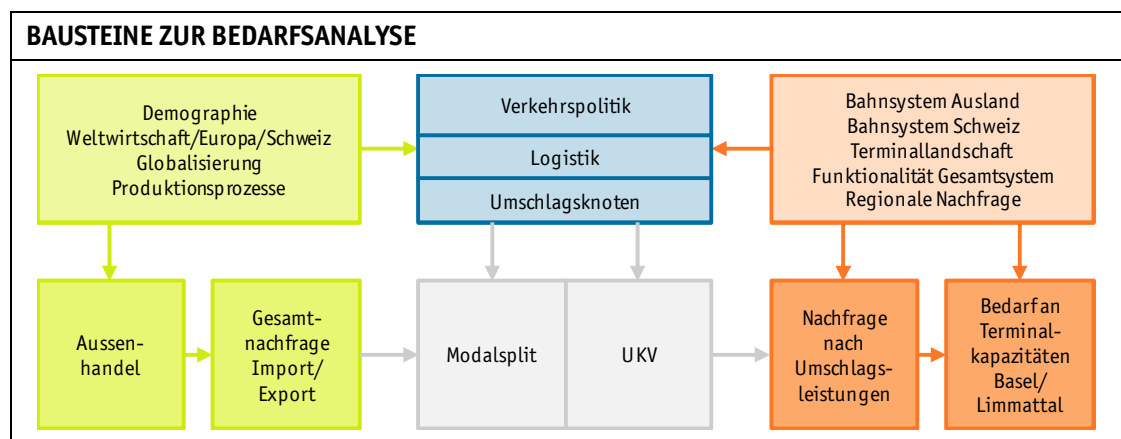 BAUSTEINE ZUR BEDARFSANALYSE
Demographie
Weltwirtschaft/Europa/Schweiz
Globalisierung
Produktionsprozesse
Verkehrspolitik
Logistik
Umschlagsknoten
Bahnsystem Ausland
Bahnsystem Schweiz
Terminallandschaft
Funktionalität Gesamtsystem
Regionale Nachfrage
Aussen-
handel
Gesamt-
nachfrage
Import/
Export
Modalsplit
UKV
Nachfrage
nach
Umschlags-
leistungen
Bedarf an
Terminal-
kapazitäten
Basel/
Limmattal